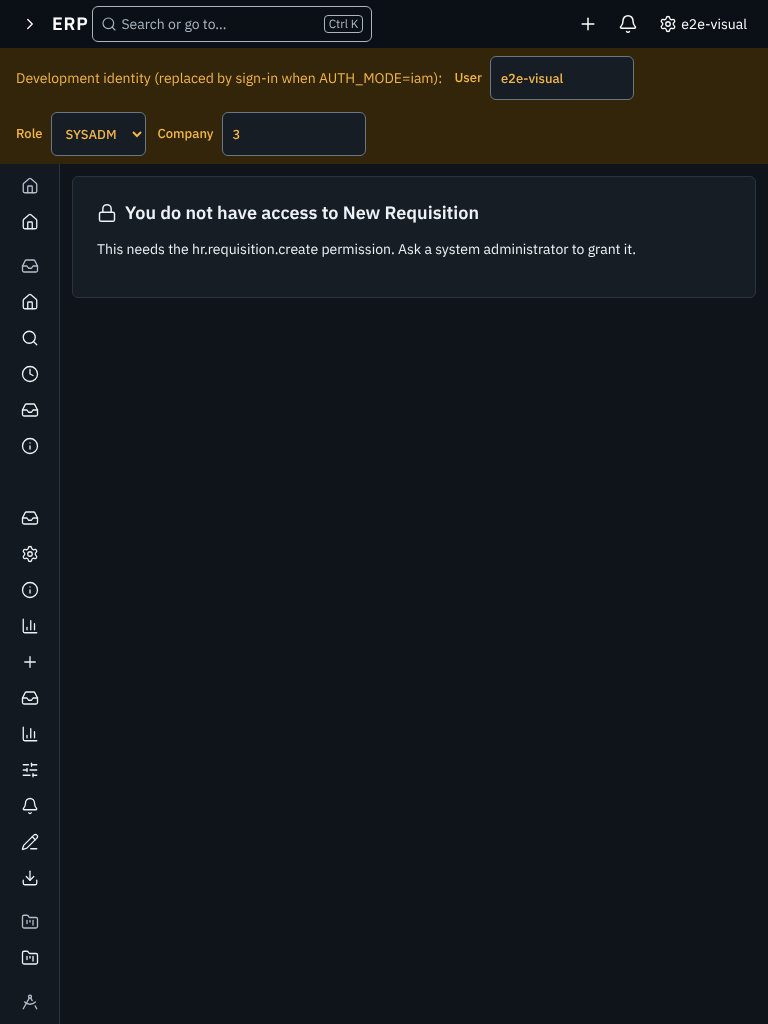 ERP
Search or go to...
Ctrl K
e2e-visual
Development identity (replaced by sign-in when AUTH_MODE=iam):
User
e2e-visual
Role
SYSADM
Company
3
You do not have access to New Requisition
This needs the hr.requisition.create permission. Ask a system administrator to grant it.